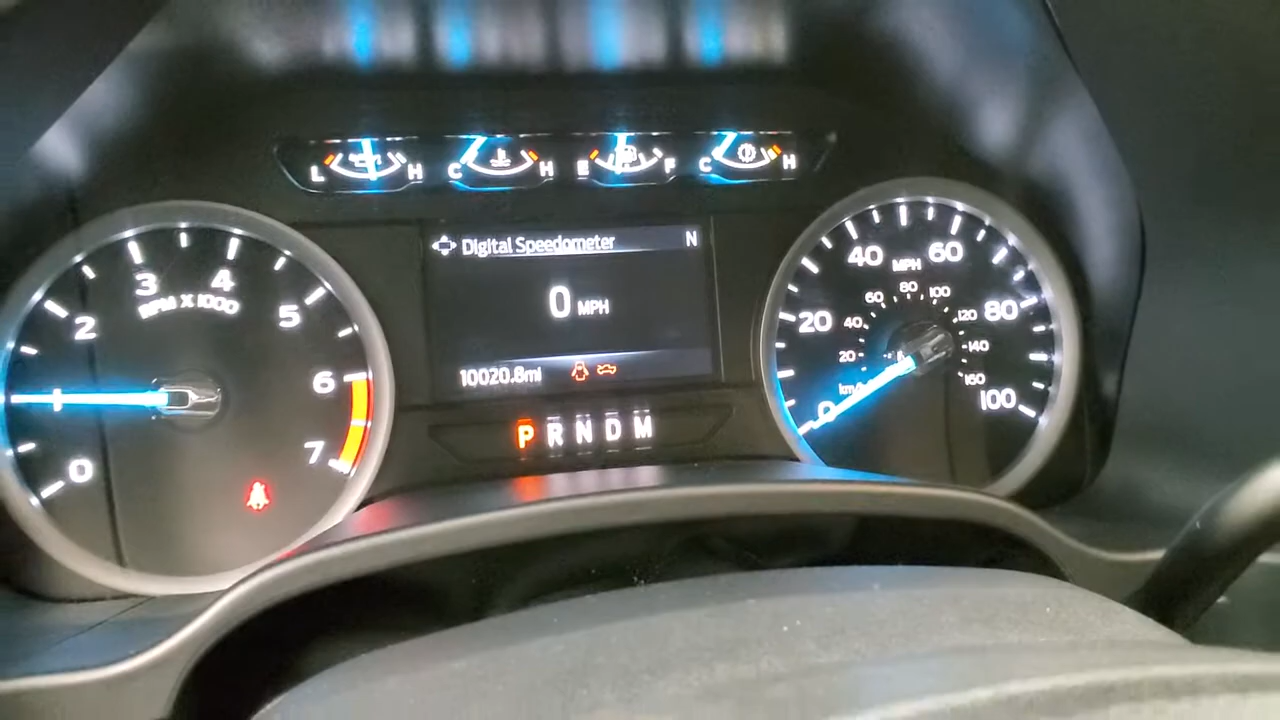 L H C H E F C H
Digital Speedometer N
0 MPH
10020.8mi
P R N D M
0 1 2 3 4 5 6 7
RPM X 1000
0 20 40 60 80 100
MPH
20 40 60 80 100 120 140 160
km/h